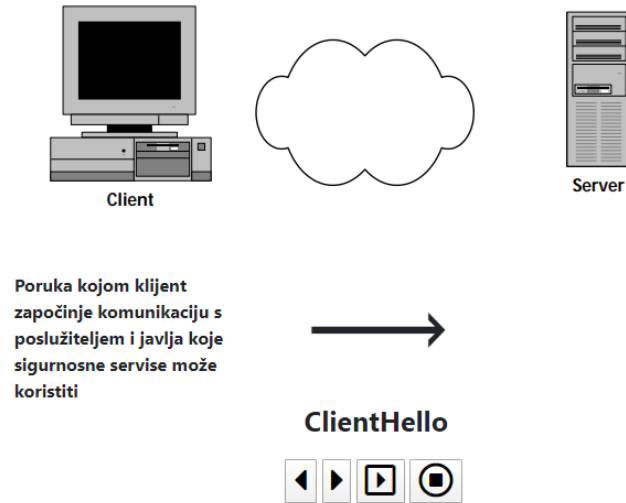 Client
Server
Poruka kojom klijent
započinje komunikaciju s
poslužiteljem i javlja koje
sigurnosne servise može
koristiti
ClientHello